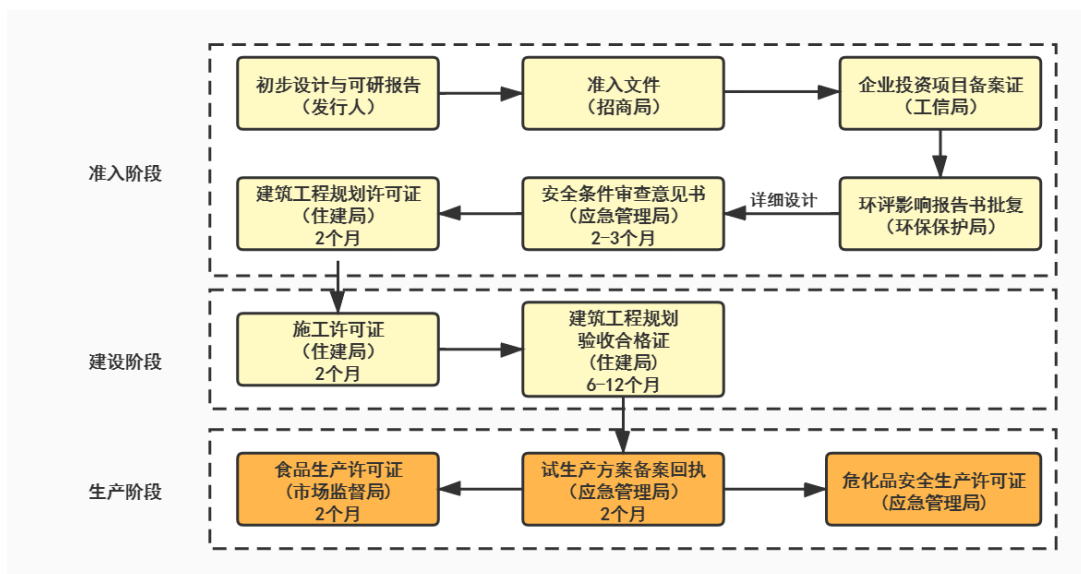 准入阶段
初步设计与可研报告
（发行人）
准入文件
（招商局）
企业投资项目备案证
（工信局）
环评影响报告书批复
（环保保护局）
详细设计
安全条件审查意见书
（应急管理局）
2-3个月
建筑工程规划许可证
（住建局）
2个月
建设阶段
施工许可证
（住建局）
2个月
建筑工程规划
验收合格证
（住建局）
6-12个月
生产阶段
食品生产许可证
（市场监督局）
2个月
试生产方案备案回执
（应急管理局）
2个月
危化品安全生产许可证
（应急管理局）